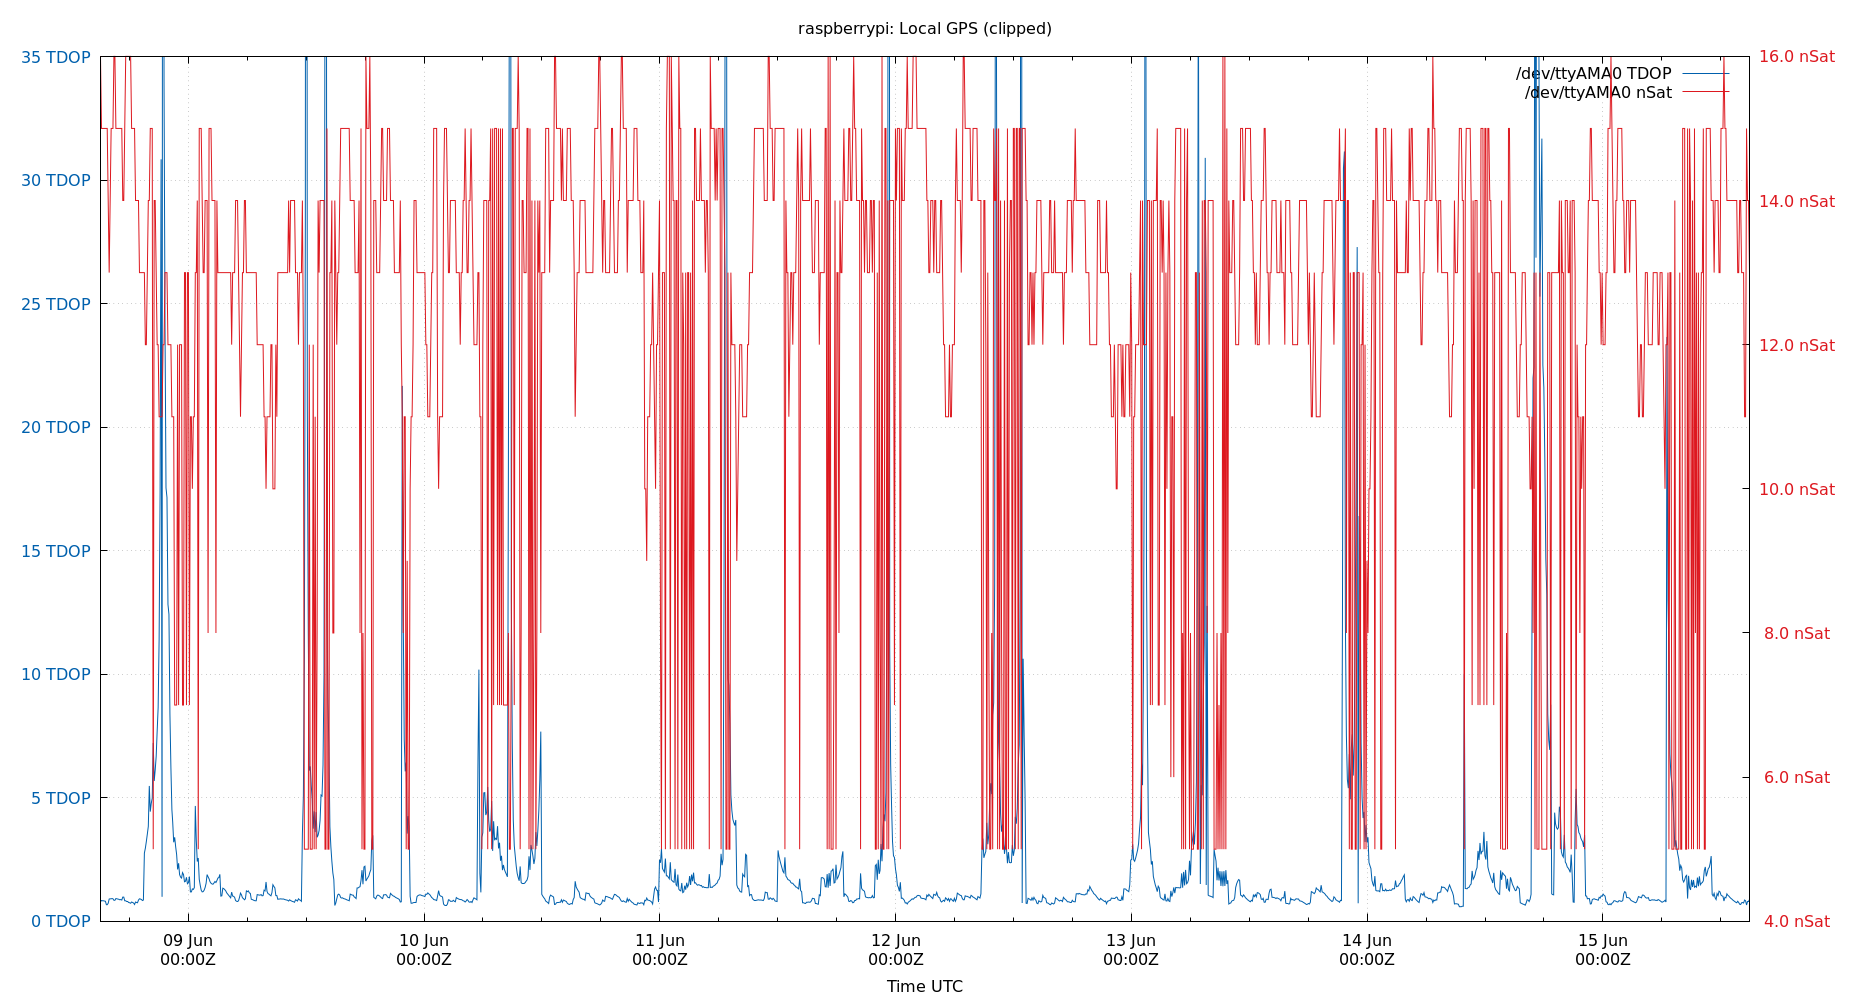 raspberrypi: Local GPS (clipped)
35 TDOP
30 TDOP
25 TDOP
20 TDOP
15 TDOP
10 TDOP
5 TDOP
0 TDOP
/dev/ttyAMA0 TDOP
/dev/ttyAMA0 nSat
16.0 nSat
14.0 nSat
12.0 nSat
10.0 nSat
8.0 nSat
6.0 nSat
4.0 nSat
09 Jun 10 Jun 11 Jun 12 Jun 13 Jun 14 Jun 15 Jun
00:00Z 00:00Z 00:00Z 00:00Z 00:00Z 00:00Z 00:00Z
Time UTC